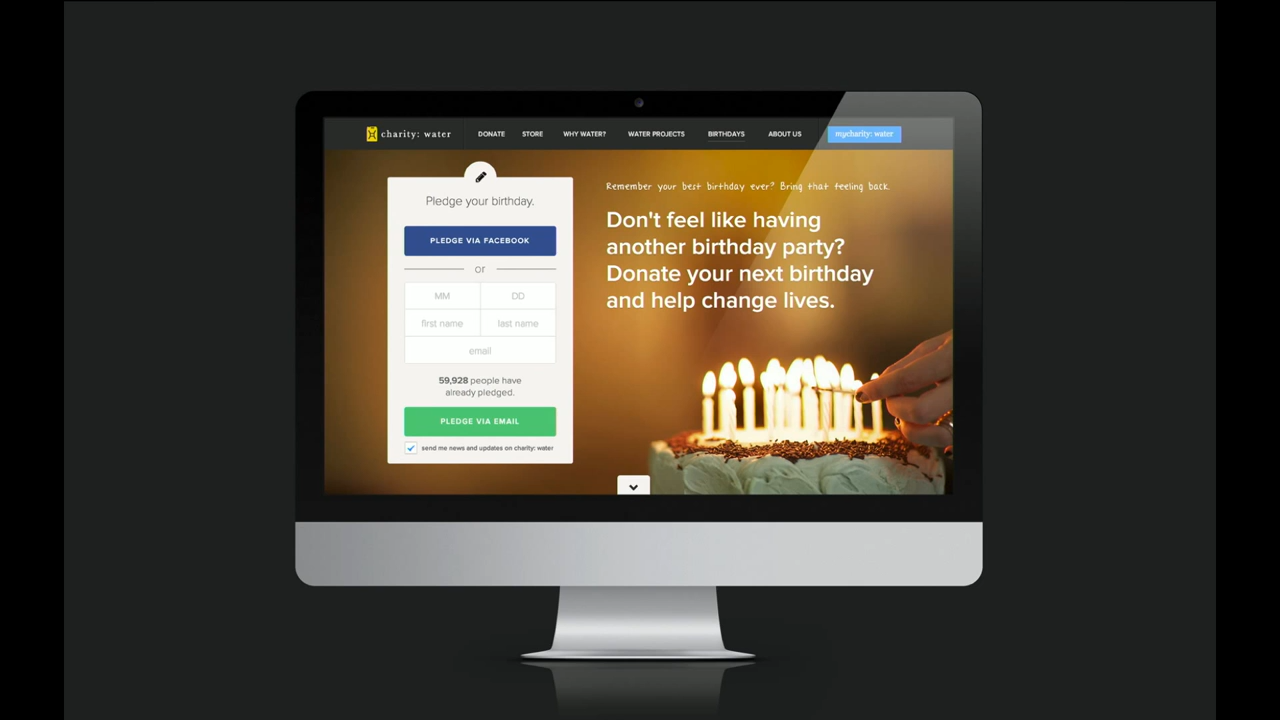 charity: water
DONATE
STORE
WHY WATER?
WATER PROJECTS
BIRTHDAYS
ABOUT US
mycharity: water
Pledge your birthday.
PLEDGE VIA FACEBOOK
or
MM
DD
first name
last name
email
59,928 people have
already pledged.
PLEDGE VIA EMAIL
send me news and updates on charity: water
Remember your best birthday ever? Bring that feeling back.
Don't feel like having
another birthday party?
Donate your next birthday
and help change lives.